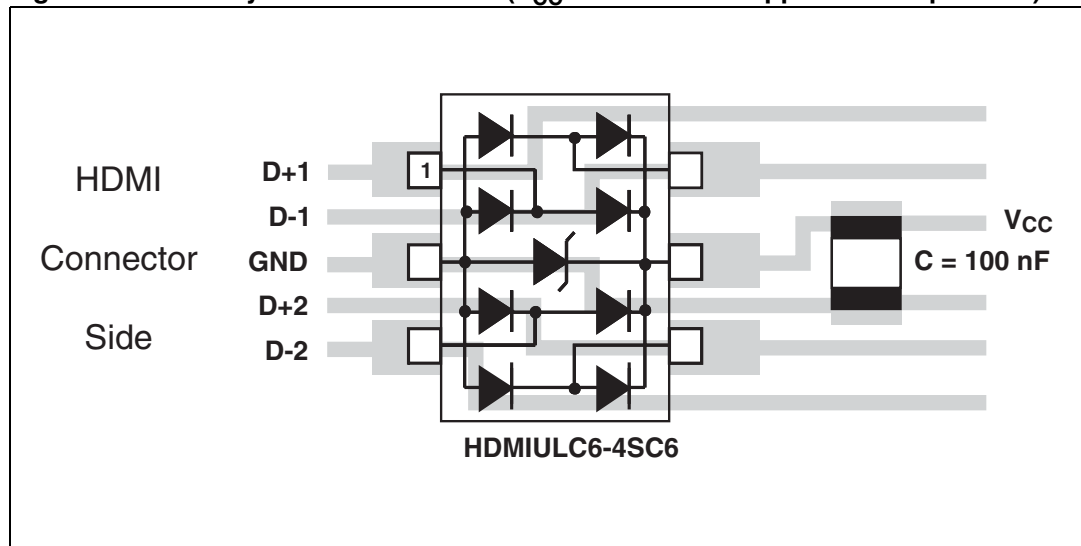 HDMI
Connector
Side
D+1
D-1
GND
D+2
D-2
1
VCC
C = 100 nF
HDMIULC6-4SC6